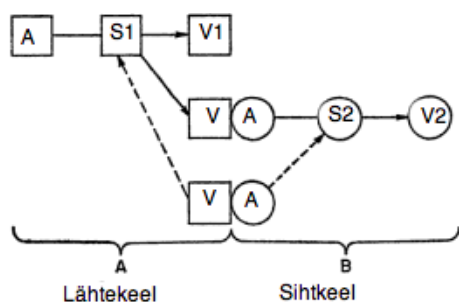 A S1 V1
V A S2 V2
V A
A B
Lähtekeel Sihtkeel